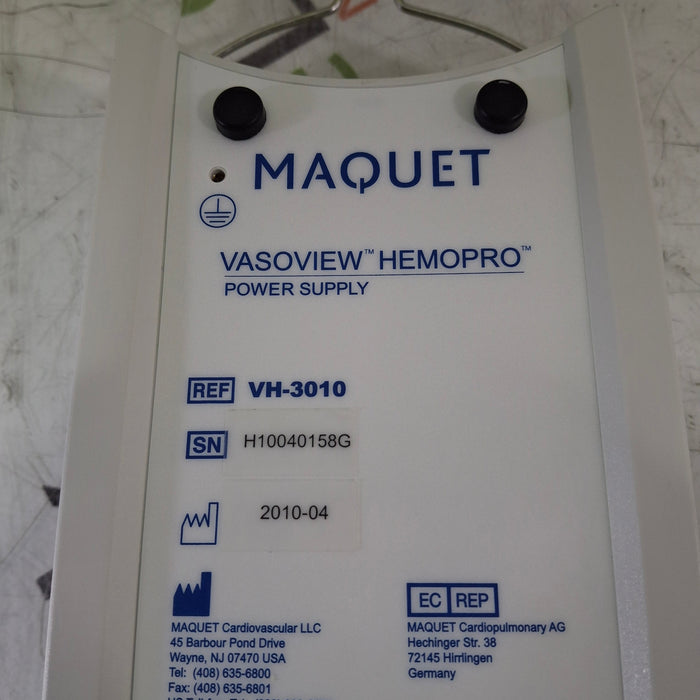 MAQUET
VASOVIEW™ HEMOPRO™
POWER SUPPLY
REF VH-3010
SN H10040158G
2010-04
MAQUET Cardiovascular LLC
45 Barbour Pond Drive
Wayne, NJ 07470 USA
Tel: (408) 635-6800
Fax: (408) 635-6801
EC REP
MAQUET Cardiopulmonary AG
Hechinger Str. 38
72145 Hirrlingen
Germany